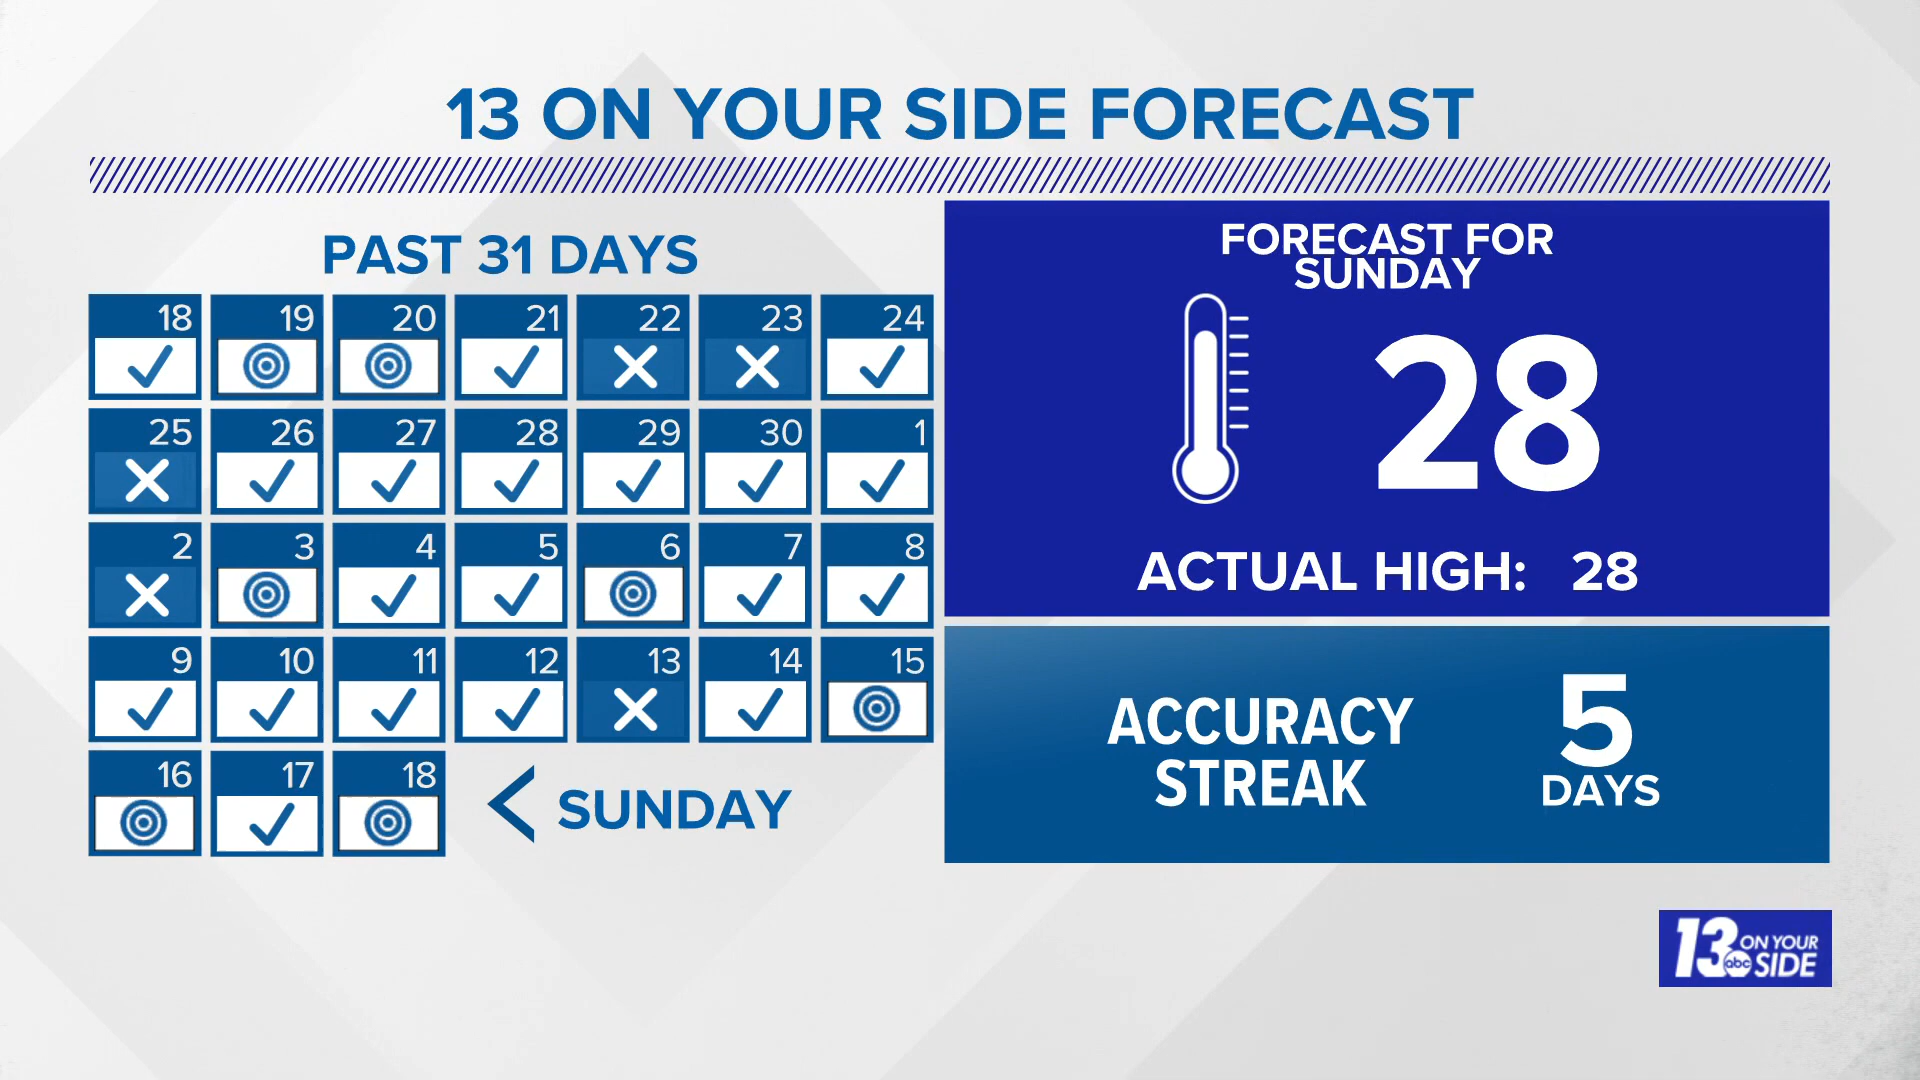 13 ON YOUR SIDE FORECAST
PAST 31 DAYS
18 19 20 21 22 23 24
25 26 27 28 29 30 1
2 3 4 5 6 7 8
9 10 11 12 13 14 15
16 17 18
SUNDAY
FORECAST FOR
SUNDAY
28
ACTUAL HIGH: 28
ACCURACY
STREAK
5
DAYS
13 abc ON YOUR
SIDE